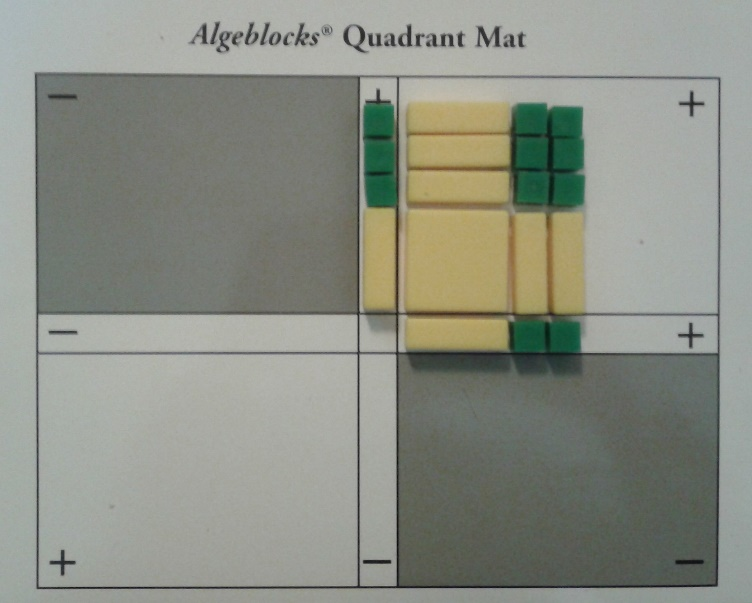 Algeblocks® Quadrant Mat
− + +
− +
+ − −